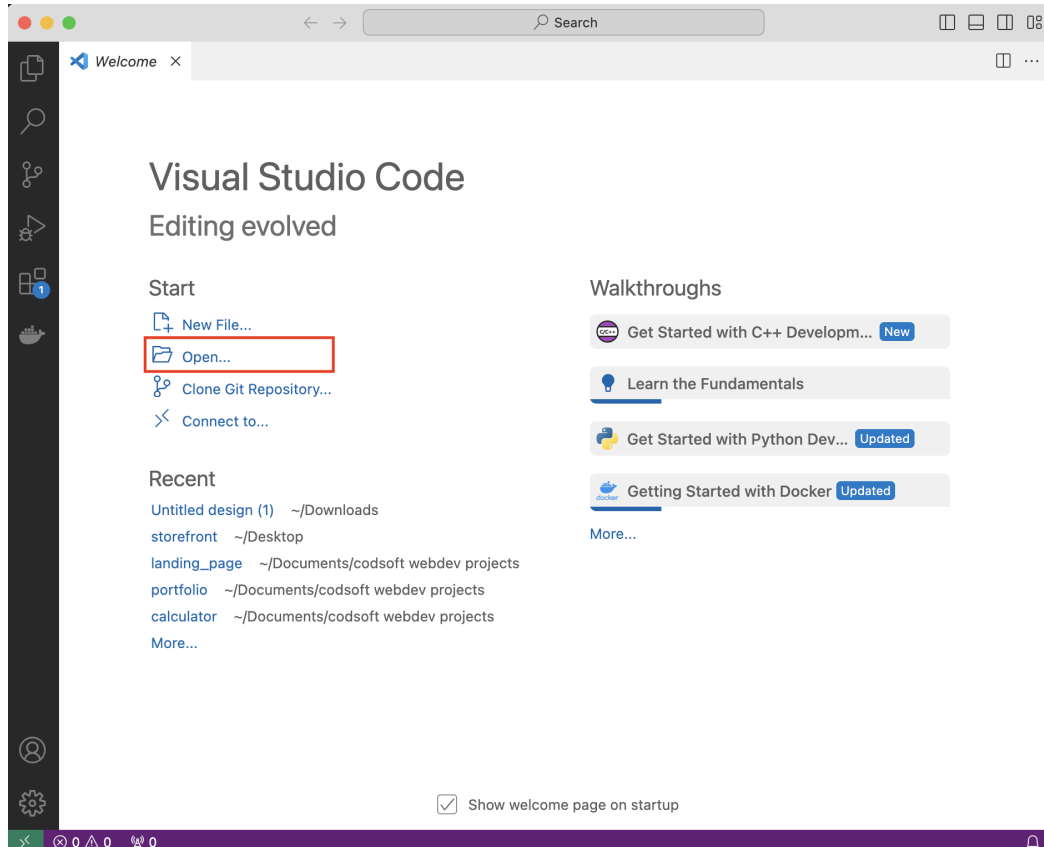 Search
Welcome
Visual Studio Code
Editing evolved
Start
New File...
Open...
Clone Git Repository...
Connect to...
Recent
Untitled design (1) ~/Downloads
storefront ~/Desktop
landing_page ~/Documents/codsoft webdev projects
portfolio ~/Documents/codsoft webdev projects
calculator ~/Documents/codsoft webdev projects
More...
Walkthroughs
C/C++ Get Started with C++ Developm... New
Learn the Fundamentals
Get Started with Python Dev... Updated
docker Getting Started with Docker Updated
More...
1
Show welcome page on startup
0 0 0